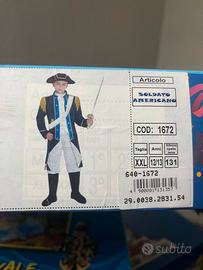 Articolo
SOLDATO
AMERICANO
COD: 1672
Taglia Anni
XXL 12/13 131
640-1672
29.0038.2831.54
subito